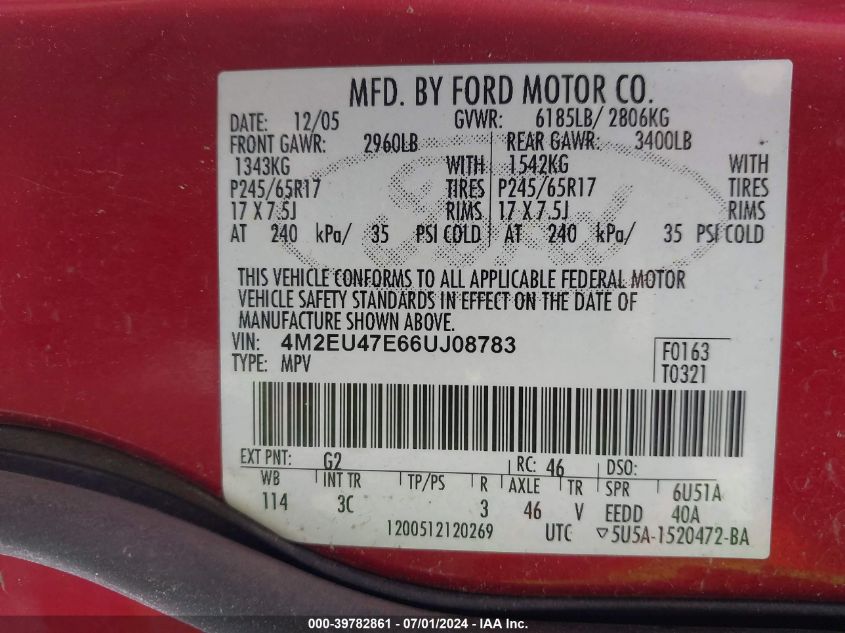 MFD. BY FORD MOTOR CO.
DATE: 12/05 GVWR: 6185LB/ 2806KG
FRONT GAWR: 2960LB REAR GAWR: 3400LB
1343KG WITH 1542KG WITH
P245/65R17 TIRES P245/65R17 TIRES
17 X 7.5J RIMS 17 X 7.5J RIMS
AT 240 kPa/ 35 PSI COLD AT 240 kPa/ 35 PSI COLD
THIS VEHICLE CONFORMS TO ALL APPLICABLE FEDERAL MOTOR
VEHICLE SAFETY STANDARDS IN EFFECT ON THE DATE OF
MANUFACTURE SHOWN ABOVE.
VIN: 4M2EU47E66UJ08783 F0163
TYPE: MPV T0321
EXT PNT: G2 RC: 46 DSO:
WB INT TR TP/PS R AXLE TR SPR 6U51A
114 3C 3 46 V EEDD 40A
1200512120269 UTC ▽5U5A-1520472-BA
000-39782861 - 07/01/2024 - IAA Inc.